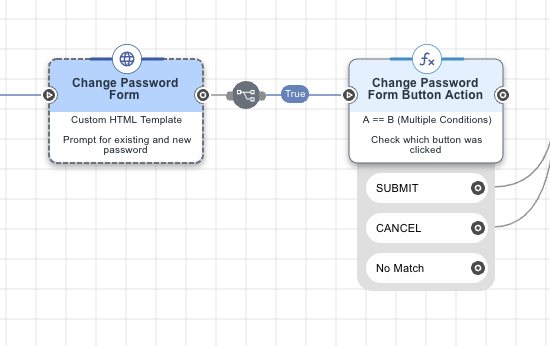 Change Password
Form
Custom HTML Template
Prompt for existing and new
password
True
Change Password
Form Button Action
A == B (Multiple Conditions)
Check which button was
clicked
SUBMIT
CANCEL
No Match